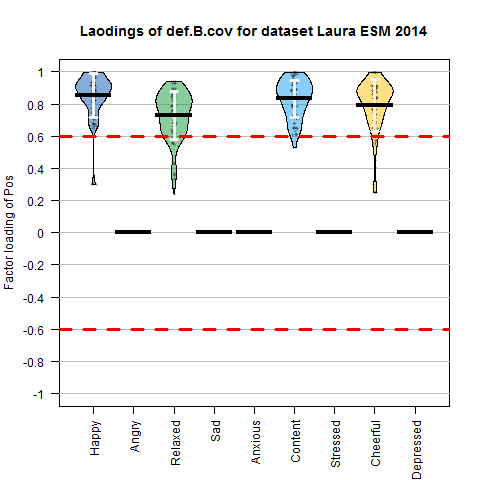 Laodings of def.B.cov for dataset Laura ESM 2014
Factor loading of Pos
1
0.8
0.6
0.4
0.2
0
-0.2
-0.4
-0.6
-0.8
-1
Happy
Angry
Relaxed
Sad
Anxious
Content
Stressed
Cheerful
Depressed